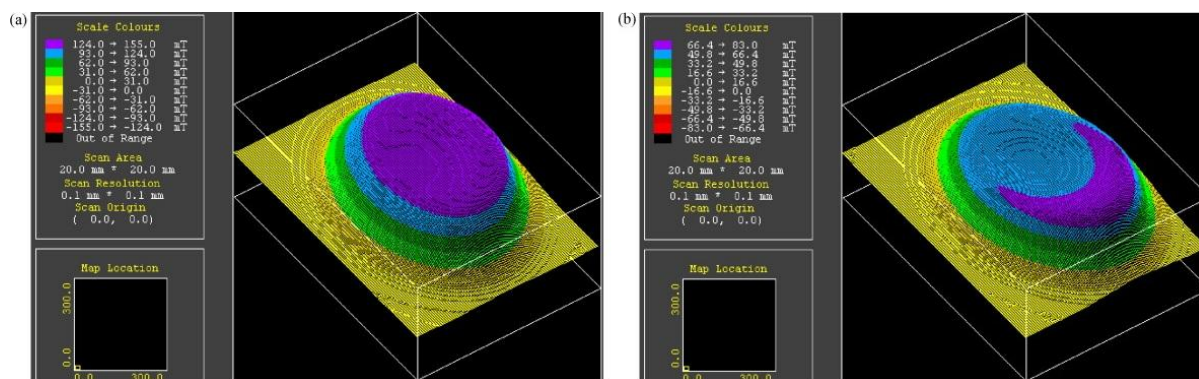 (a)
Scale Colours
124.0 → 155.0 mT
93.0 → 124.0 mT
62.0 → 93.0 mT
31.0 → 62.0 mT
0.0 → 31.0 mT
-31.0 → 0.0 mT
-62.0 → -31.0 mT
-93.0 → -62.0 mT
-124.0 → -93.0 mT
-155.0 → -124.0 mT
Out of Range
Scan Area
20.0 mm * 20.0 mm
Scan Resolution
0.1 mm * 0.1 mm
Scan Origin
( 0.0, 0.0)
Map Location
300.0
0.0
0.0 300.0
(b)
Scale Colours
66.4 → 83.0 mT
49.8 → 66.4 mT
33.2 → 49.8 mT
16.6 → 33.2 mT
0.0 → 16.6 mT
-16.6 → 0.0 mT
-33.2 → -16.6 mT
-49.8 → -33.2 mT
-66.4 → -49.8 mT
-83.0 → -66.4 mT
Out of Range
Scan Area
20.0 mm * 20.0 mm
Scan Resolution
0.1 mm * 0.1 mm
Scan Origin
( 0.0, 0.0)
Map Location
300.0
0.0
0.0 300.0